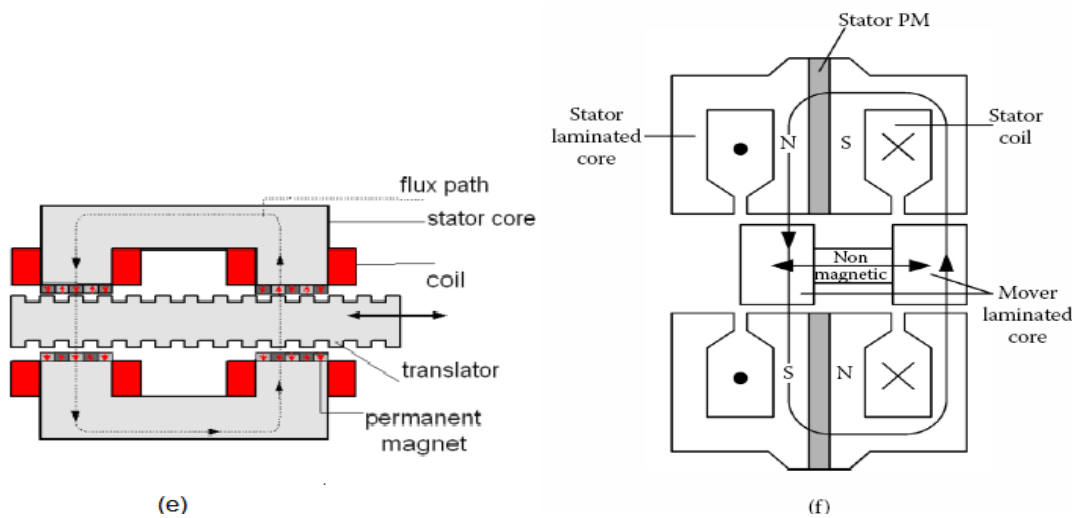 flux path
stator core
coil
translator
permanent
magnet
(e)
Stator PM
Stator
laminated
core
Stator
coil
N
S
Non
magnetic
Mover
laminated
core
S
N
(f)